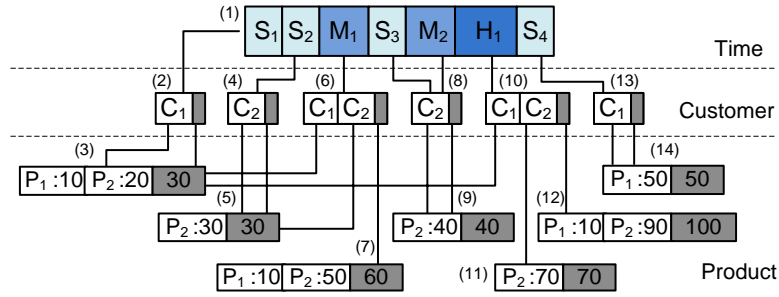 (1) S1 S2 M1 S3 M2 H1 S4
Time
(2) (4) (6) (8) (10) (13)
C1 C2 C1 C2 C2 C1 C2 C1
Customer
(3) (14)
P1 :10 P2 :20 30 P1 :50 50
(5) (9) (12)
P2 :30 30 P2 :40 40 P1 :10 P2 :90 100
(7) (11)
P1 :10 P2 :50 60 P2 :70 70
Product